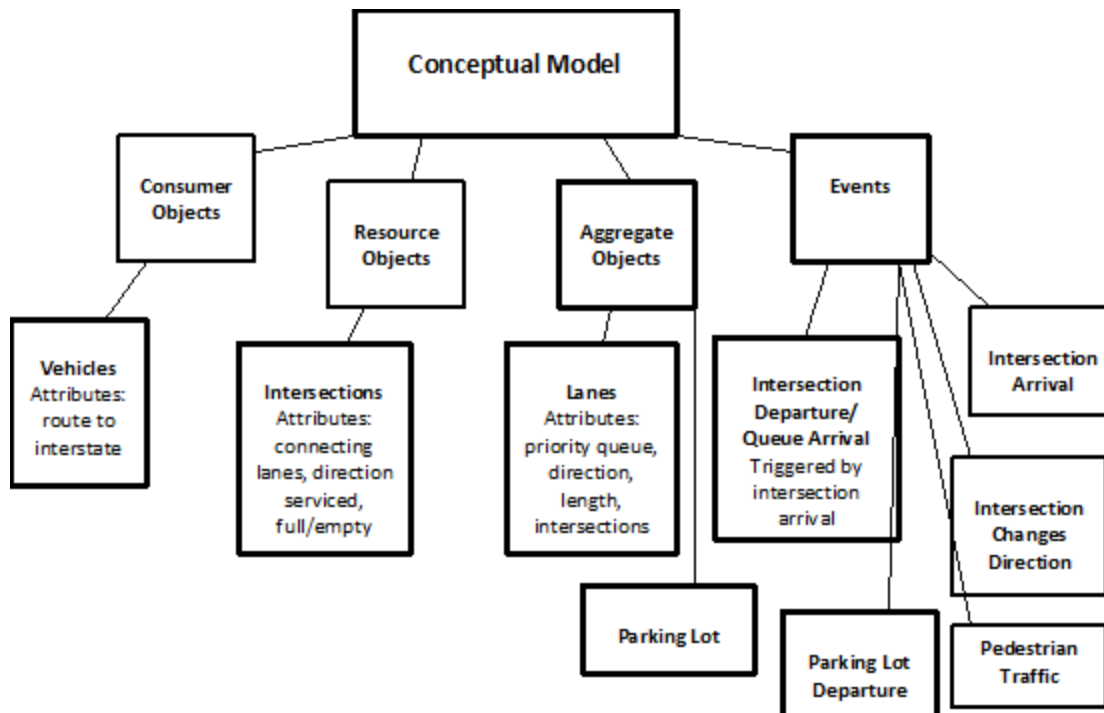 Conceptual Model
Consumer
Objects
Resource
Objects
Aggregate
Objects
Events
Vehicles
Attributes:
route to
interstate
Intersections
Attributes:
connecting
lanes, direction
serviced,
full/empty
Lanes
Attributes:
priority queue,
direction,
length,
intersections
Parking Lot
Intersection
Departure/
Queue Arrival
Triggered by
intersection
arrival
Parking Lot
Departure
Intersection
Arrival
Intersection
Changes
Direction
Pedestrian
Traffic